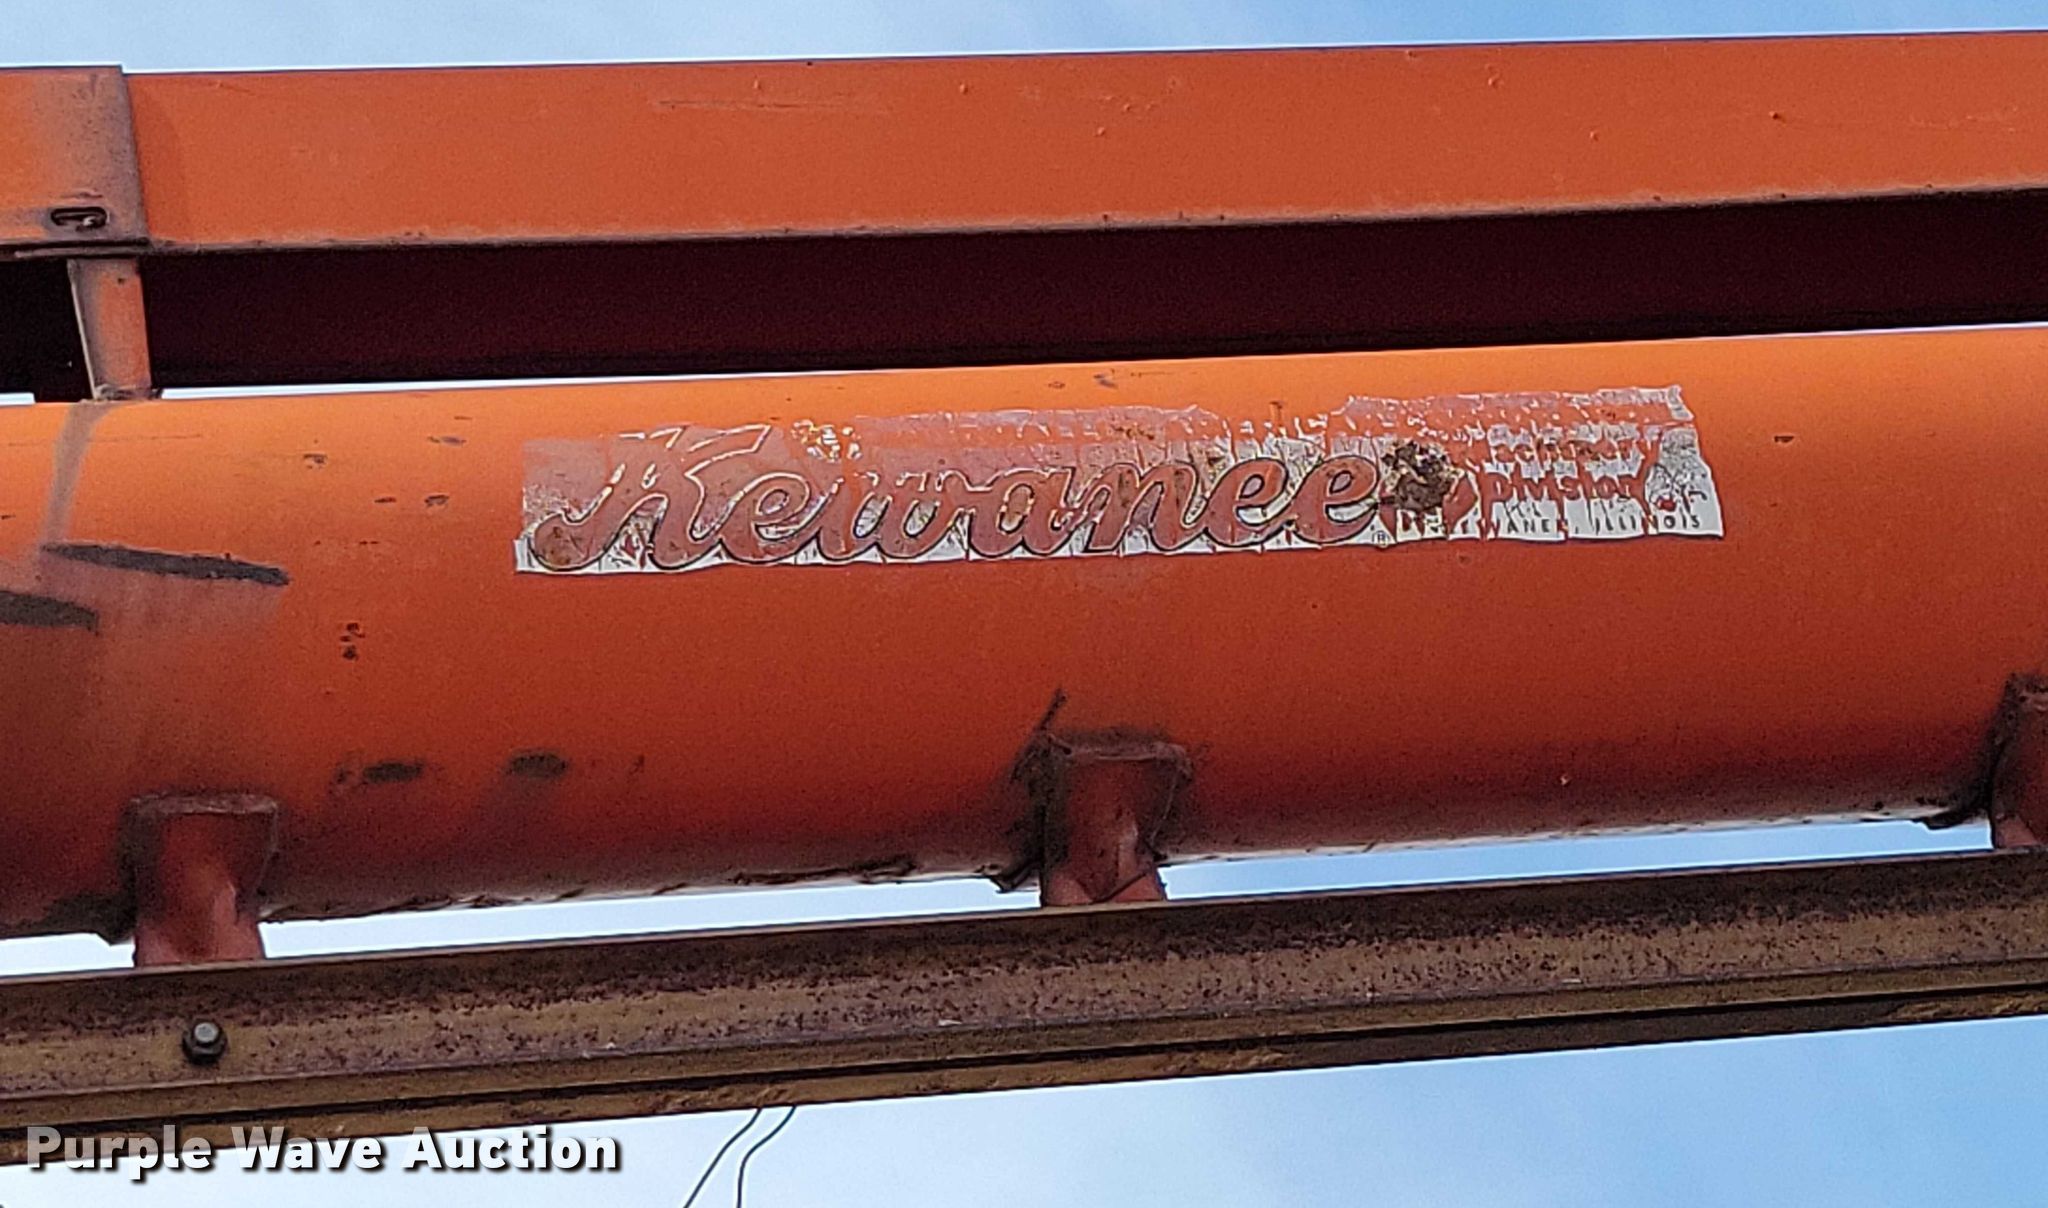 Kewanee
Machinery
Division
® KEWANEE, ILLINOIS
Purple Wave Auction